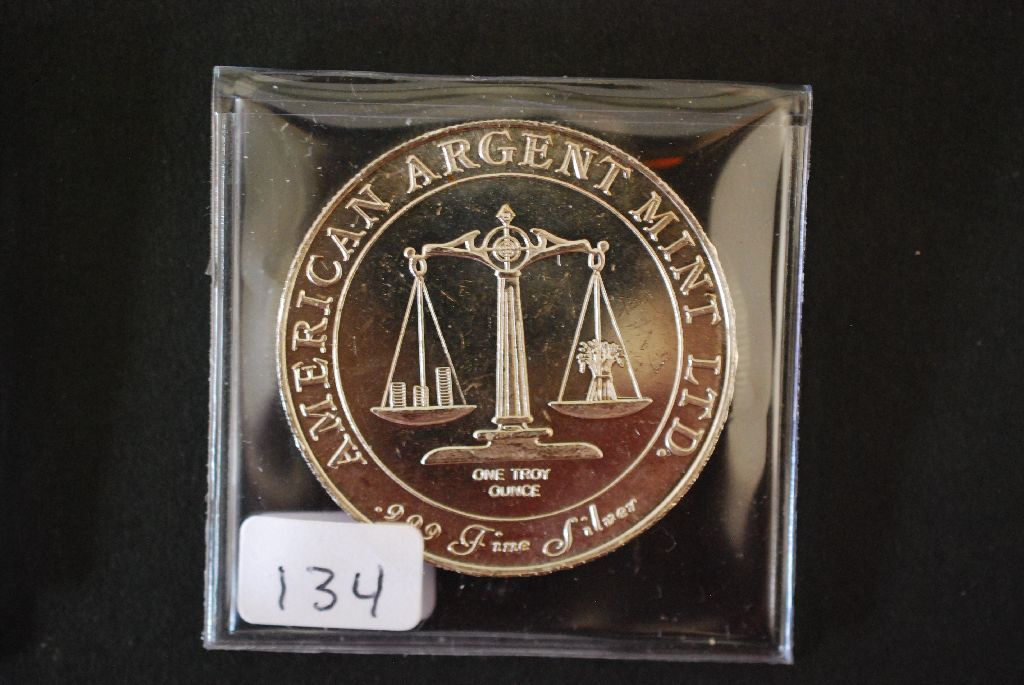 AMERICAN ARGENT MINT LTD.
ONE TROY
OUNCE
.999 Fine Silver
134